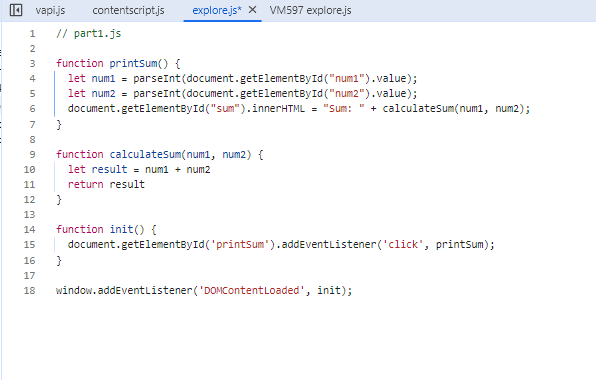 vapi.js contentscript.js explore.js* × VM597 explore.js
1 // part1.js
2
3 function printSum() {
4 let num1 = parseInt(document.getElementById("num1").value);
5 let num2 = parseInt(document.getElementById("num2").value);
6 document.getElementById("sum").innerHTML = "Sum: " + calculateSum(num1, num2);
7 }
8
9 function calculateSum(num1, num2) {
10 let result = num1 + num2
11 return result
12 }
13
14 function init() {
15 document.getElementById('printSum').addEventListener('click', printSum);
16 }
17
18 window.addEventListener('DOMContentLoaded', init);